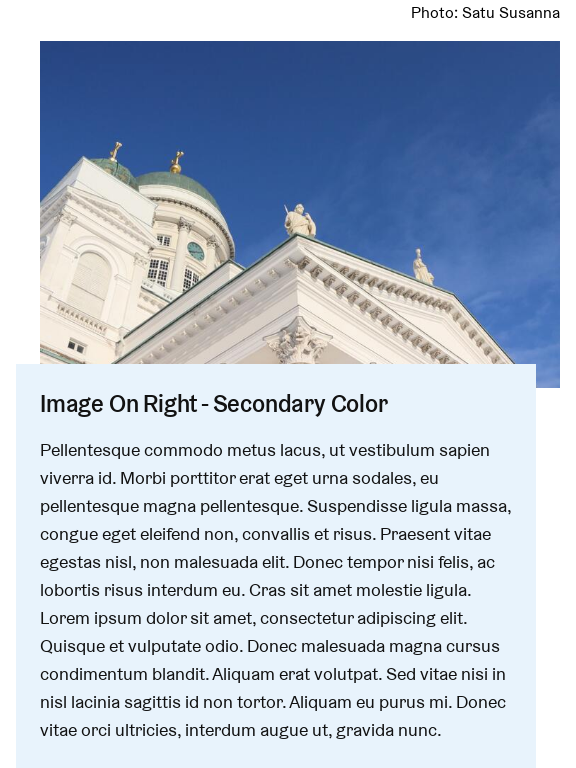 Photo: Satu Susanna
Image On Right - Secondary Color
Pellentesque commodo metus lacus, ut vestibulum sapien
viverra id. Morbi porttitor erat eget urna sodales, eu
pellentesque magna pellentesque. Suspendisse ligula massa,
congue eget eleifend non, convallis et risus. Praesent vitae
egestas nisl, non malesuada elit. Donec tempor nisi felis, ac
lobortis risus interdum eu. Cras sit amet molestie ligula.
Lorem ipsum dolor sit amet, consectetur adipiscing elit.
Quisque et vulputate odio. Donec malesuada magna cursus
condimentum blandit. Aliquam erat volutpat. Sed vitae nisi in
nisl lacinia sagittis id non tortor. Aliquam eu purus mi. Donec
vitae orci ultricies, interdum augue ut, gravida nunc.